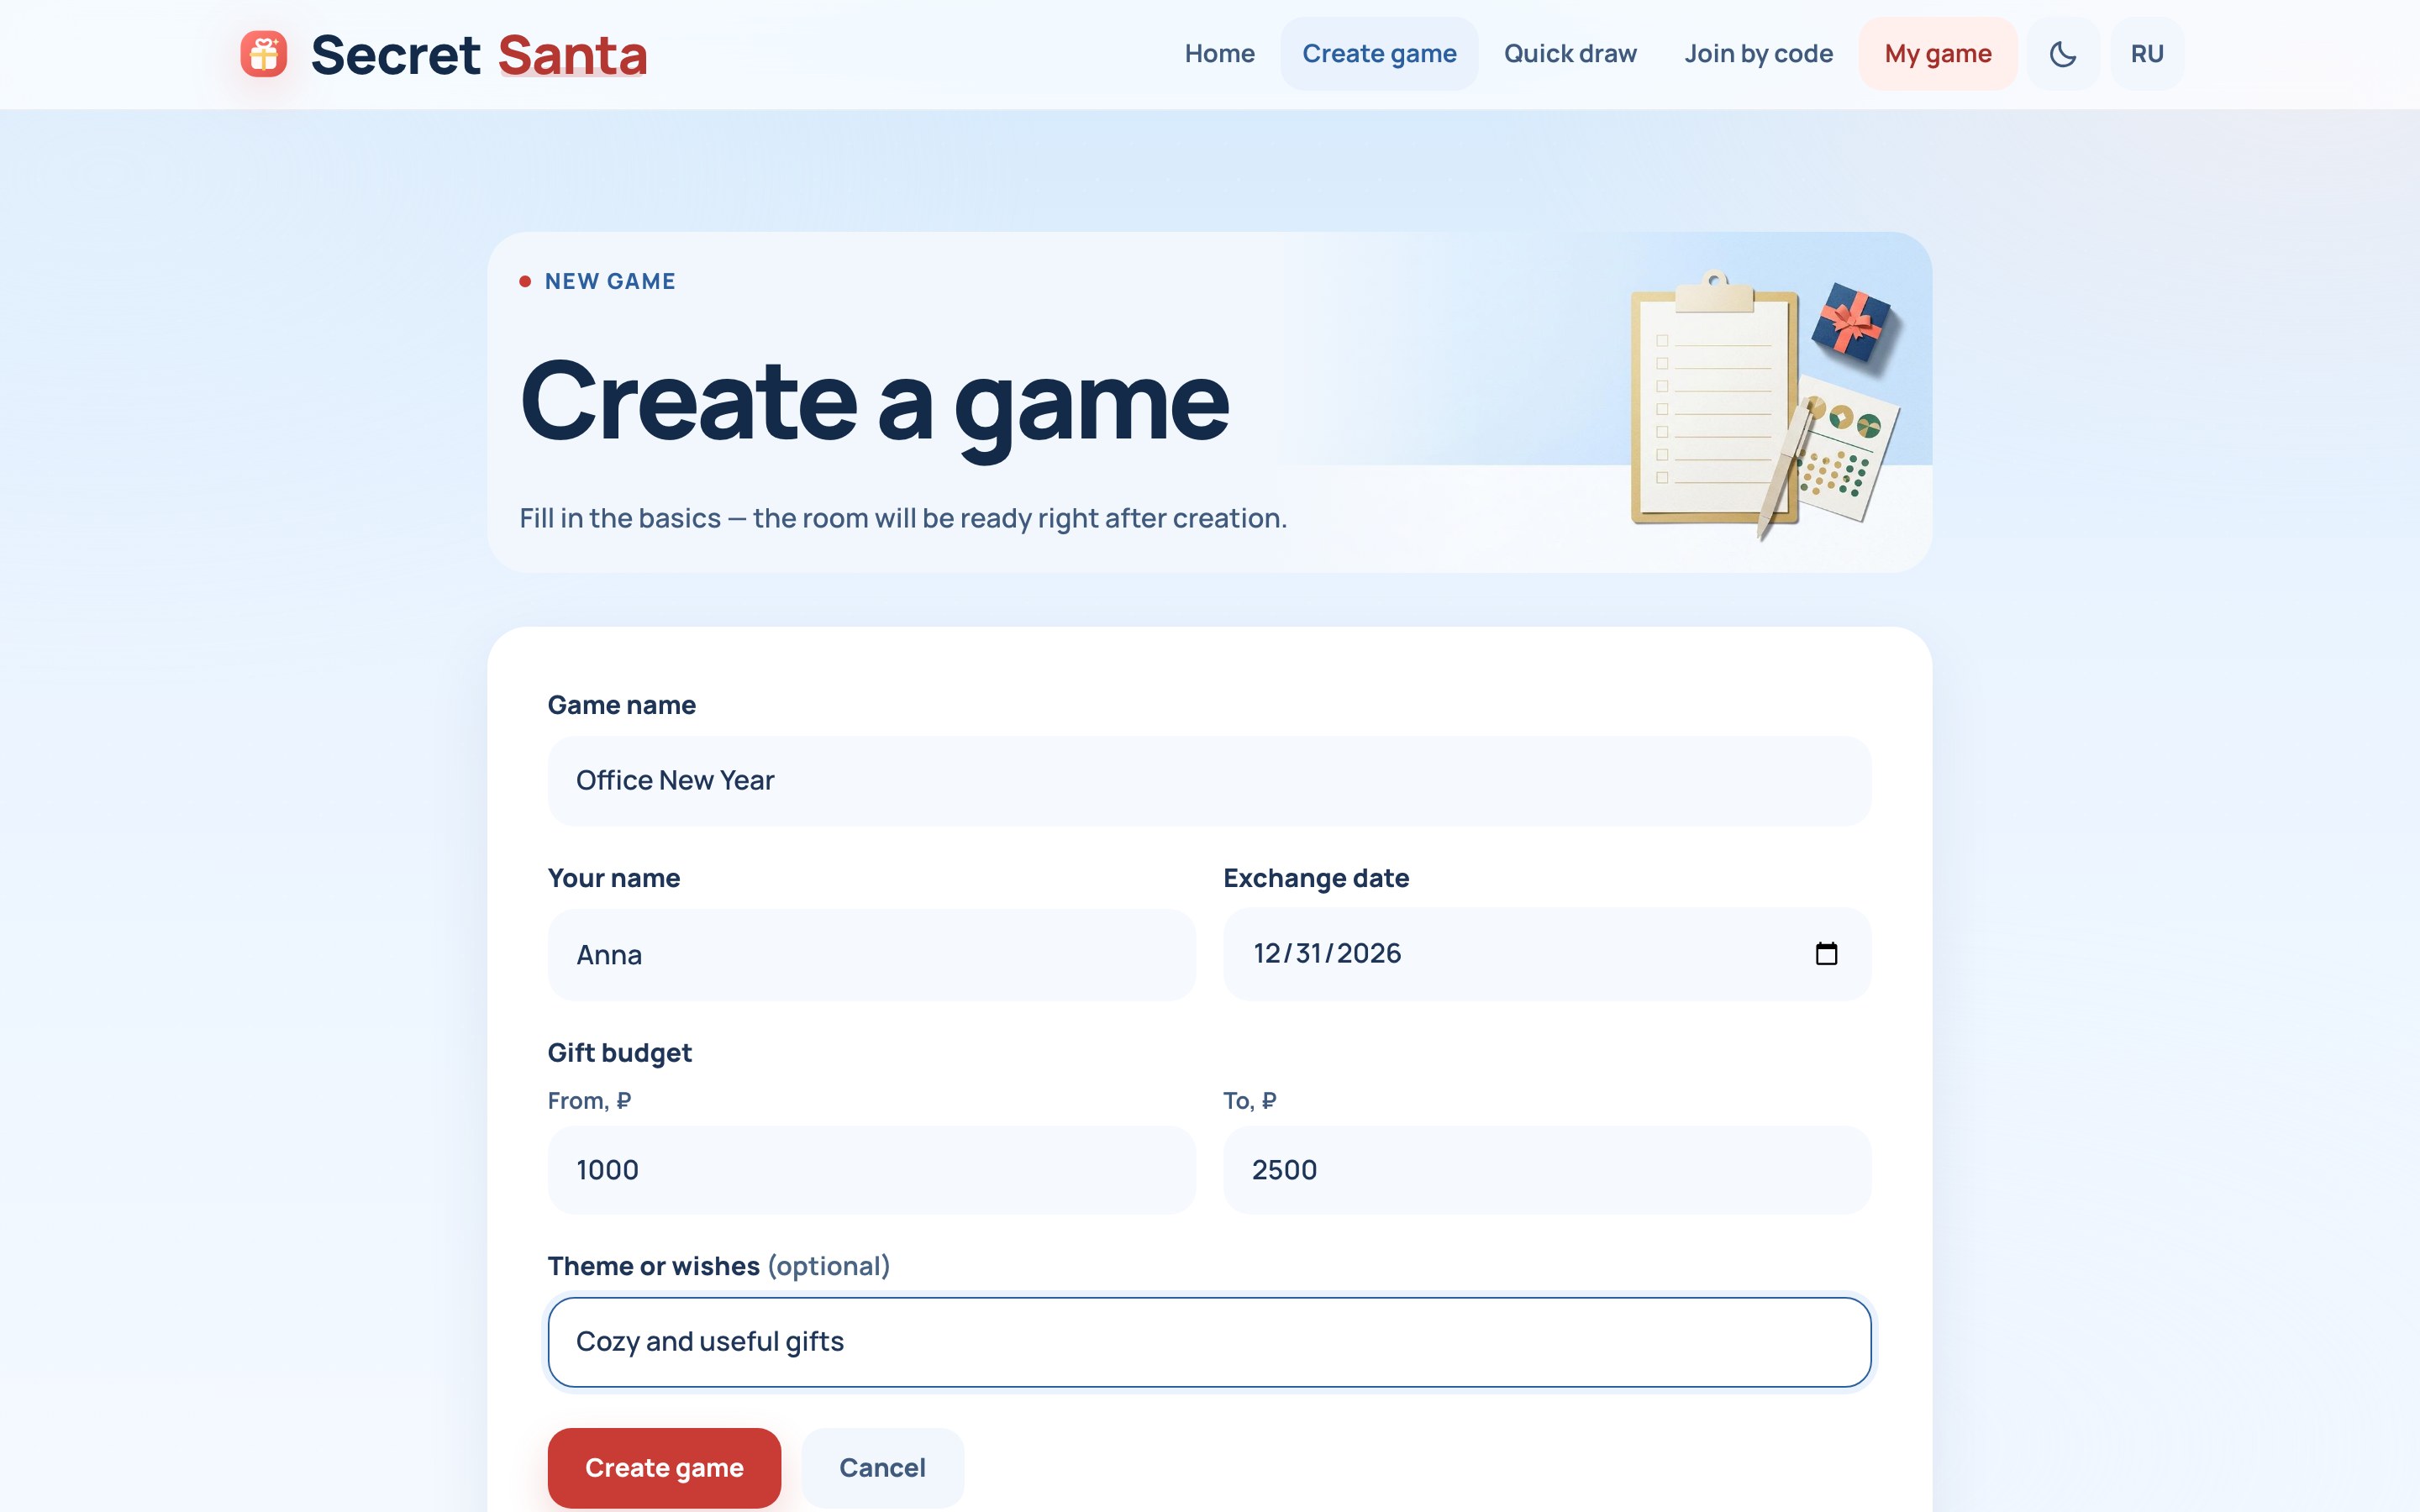 Secret Santa
Home
Create game
Quick draw
Join by code
My game
RU
NEW GAME
Create a game
Fill in the basics — the room will be ready right after creation.
Game name
Office New Year
Your name
Exchange date
Anna
12/31/2026
Gift budget
From, ₽
To, ₽
1000
2500
Theme or wishes (optional)
Cozy and useful gifts
Create game
Cancel